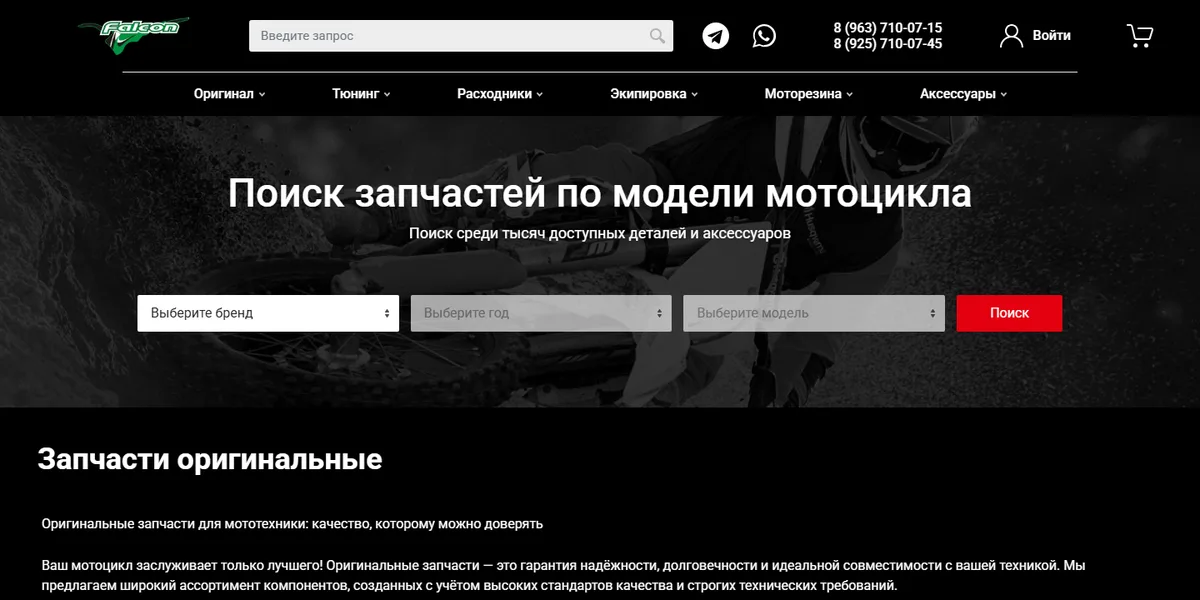 Falcon
Введите запрос
8 (963) 710-07-15
8 (925) 710-07-45
Войти
Оригинал
Тюнинг
Расходники
Экипировка
Моторезина
Аксессуары
Поиск запчастей по модели мотоцикла
Поиск среди тысяч доступных деталей и аксессуаров
Выберите бренд
Выберите год
Выберите модель
Поиск
Запчасти оригинальные
Оригинальные запчасти для мототехники: качество, которому можно доверять
Ваш мотоцикл заслуживает только лучшего! Оригинальные запчасти — это гарантия надёжности, долговечности и идеальной совместимости с вашей техникой. Мы
предлагаем широкий ассортимент компонентов, созданных с учётом высоких стандартов качества и строгих технических требований.